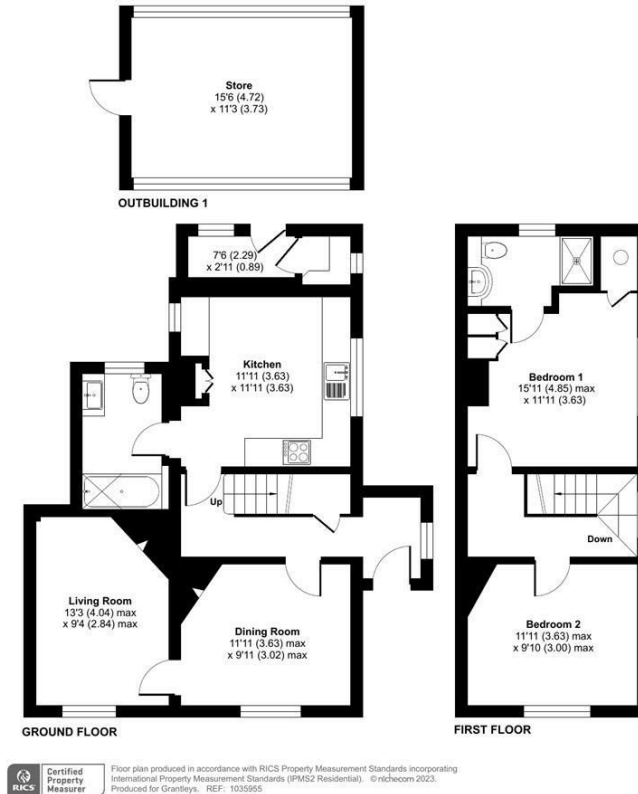 Store
15'6 (4.72)
x 11'3 (3.73)
OUTBUILDING 1
7'6 (2.29)
x 2'11 (0.89)
Kitchen
11'11 (3.63)
x 11'11 (3.63)
Up
Living Room
13'3 (4.04) max
x 9'4 (2.84) max
Dining Room
11'11 (3.63) max
x 9'11 (3.02) max
GROUND FLOOR
Bedroom 1
15'11 (4.85) max
x 11'11 (3.63)
Down
Bedroom 2
11'11 (3.63) max
x 9'10 (3.00) max
FIRST FLOOR
RICS
Certified
Property
Measurer
Floor plan produced in accordance with RICS Property Measurement Standards incorporating
International Property Measurement Standards (IPMS2 Residential). © nichecom 2023.
Produced for Grantleys. REF: 1035955